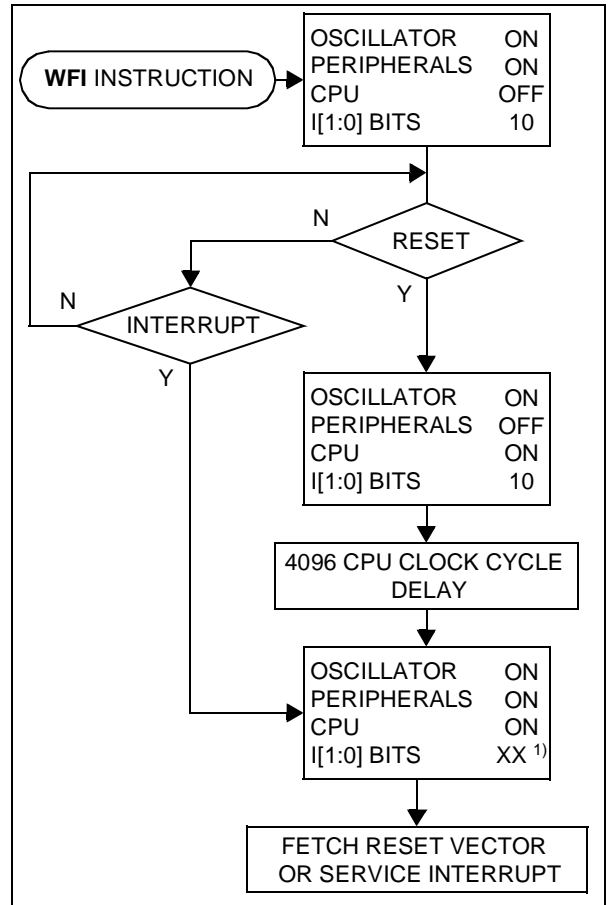 WFI INSTRUCTION
OSCILLATOR ON
PERIPHERALS ON
CPU OFF
I[1:0] BITS 10
N
RESET
Y
N
INTERRUPT
Y
OSCILLATOR ON
PERIPHERALS OFF
CPU ON
I[1:0] BITS 10
4096 CPU CLOCK CYCLE
DELAY
OSCILLATOR ON
PERIPHERALS ON
CPU ON
I[1:0] BITS XX 1)
FETCH RESET VECTOR
OR SERVICE INTERRUPT